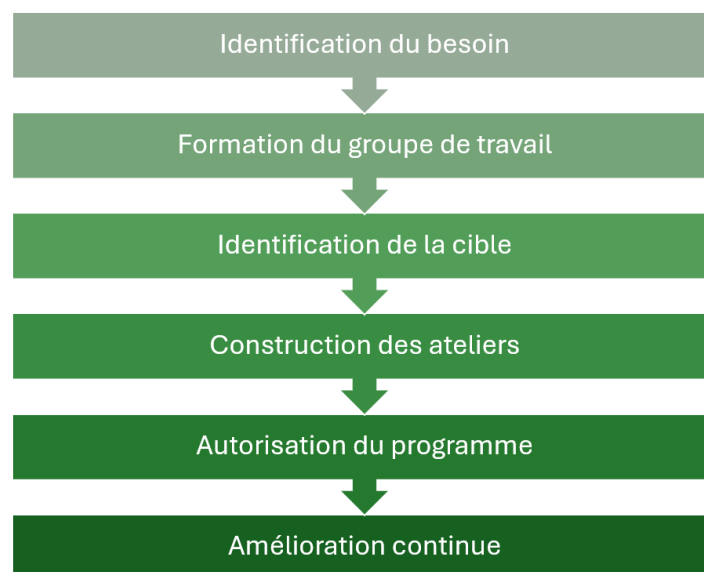 Identification du besoin
Formation du groupe de travail
Identification de la cible
Construction des ateliers
Autorisation du programme
Amélioration continue